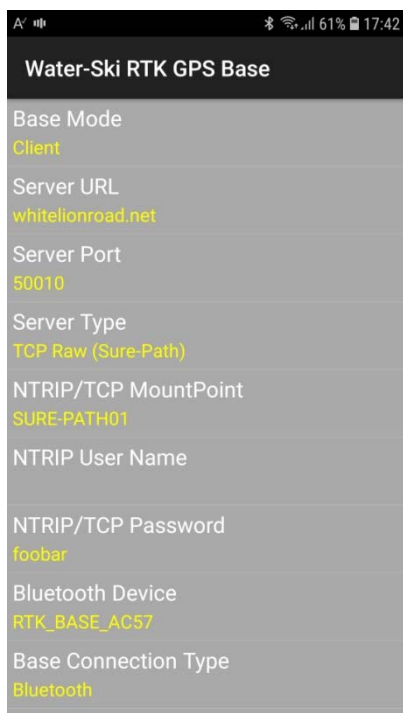 61% 17:42
Water-Ski RTK GPS Base
Base Mode
Client
Server URL
whitelionroad.net
Server Port
50010
Server Type
TCP Raw (Sure-Path)
NTRIP/TCP MountPoint
SURE-PATH01
NTRIP User Name
NTRIP/TCP Password
foobar
Bluetooth Device
RTK_BASE_AC57
Base Connection Type
Bluetooth